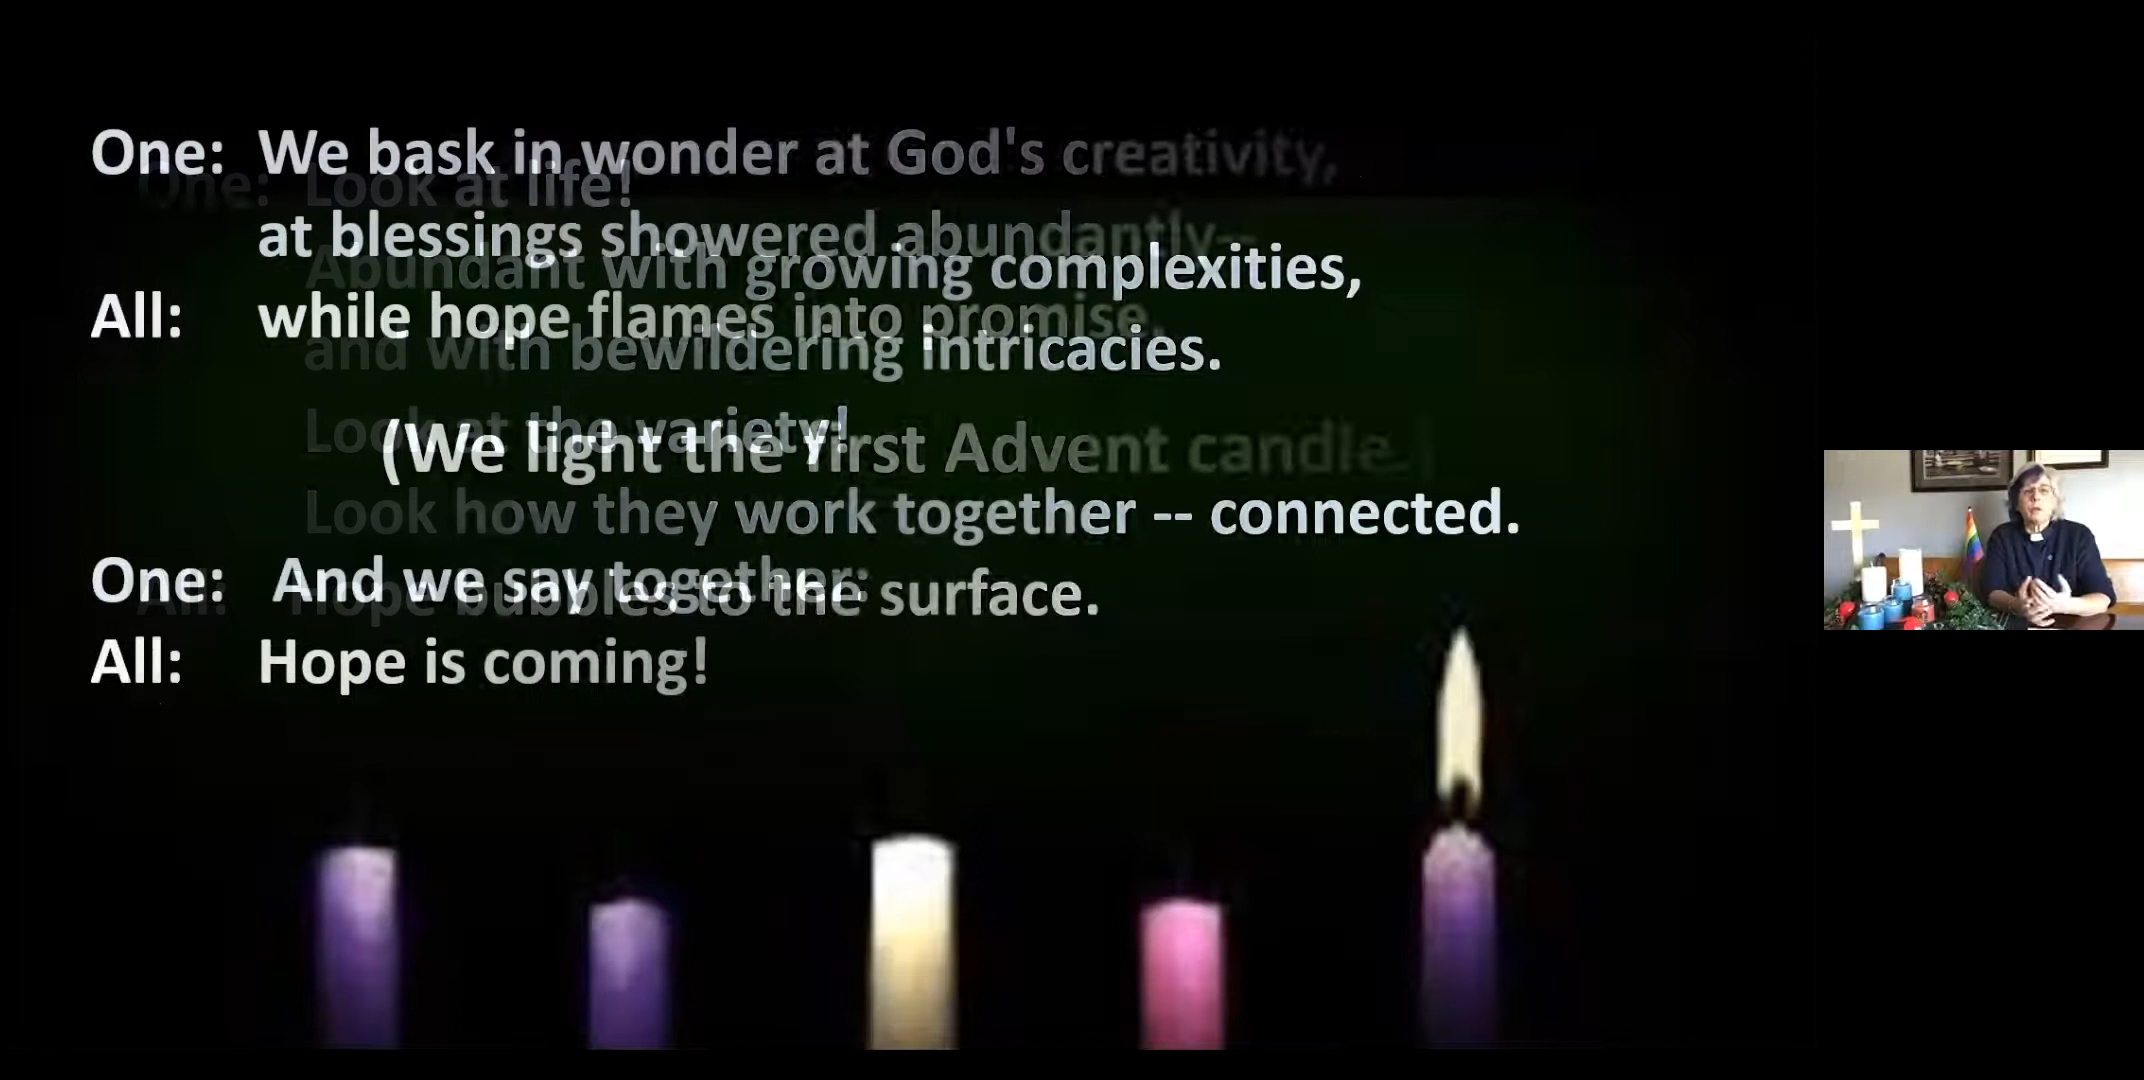 One: We bask in wonder at God's creativity,
at blessings showered abundantly--
All: while hope flames into promise.
(We light the first Advent candle.)
One: And we say together:
All: Hope is coming!
One: Look at life!
Abundant with growing complexities,
and with bewildering intricacies.
Look at the variety!
Look how they work together -- connected.
All: Hope bubbles to the surface.